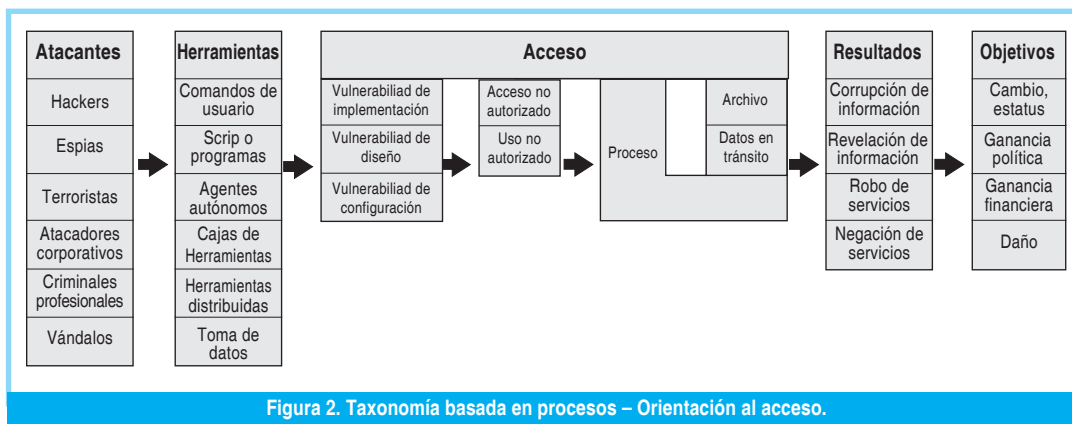 Atacantes
Hackers
Espias
Terroristas
Atacadores
corporativos
Criminales
profesionales
Vándalos
Herramientas
Comandos de
usuario
Scrip o
programas
Agentes
autónomos
Cajas de
Herramientas
Herramientas
distribuidas
Toma de
datos
Acceso
Vulnerabiliad de
implementación
Vulnerabiliad de
diseño
Vulnerabiliad de
configuración
Acceso no
autorizado
Uso no
autorizado
Proceso
Archivo
Datos en
tránsito
Resultados
Corrupción de
información
Revelación de
información
Robo de
servicios
Negación de
servicios
Objetivos
Cambio,
estatus
Ganancia
política
Ganancia
financiera
Daño
Figura 2. Taxonomía basada en procesos – Orientación al acceso.